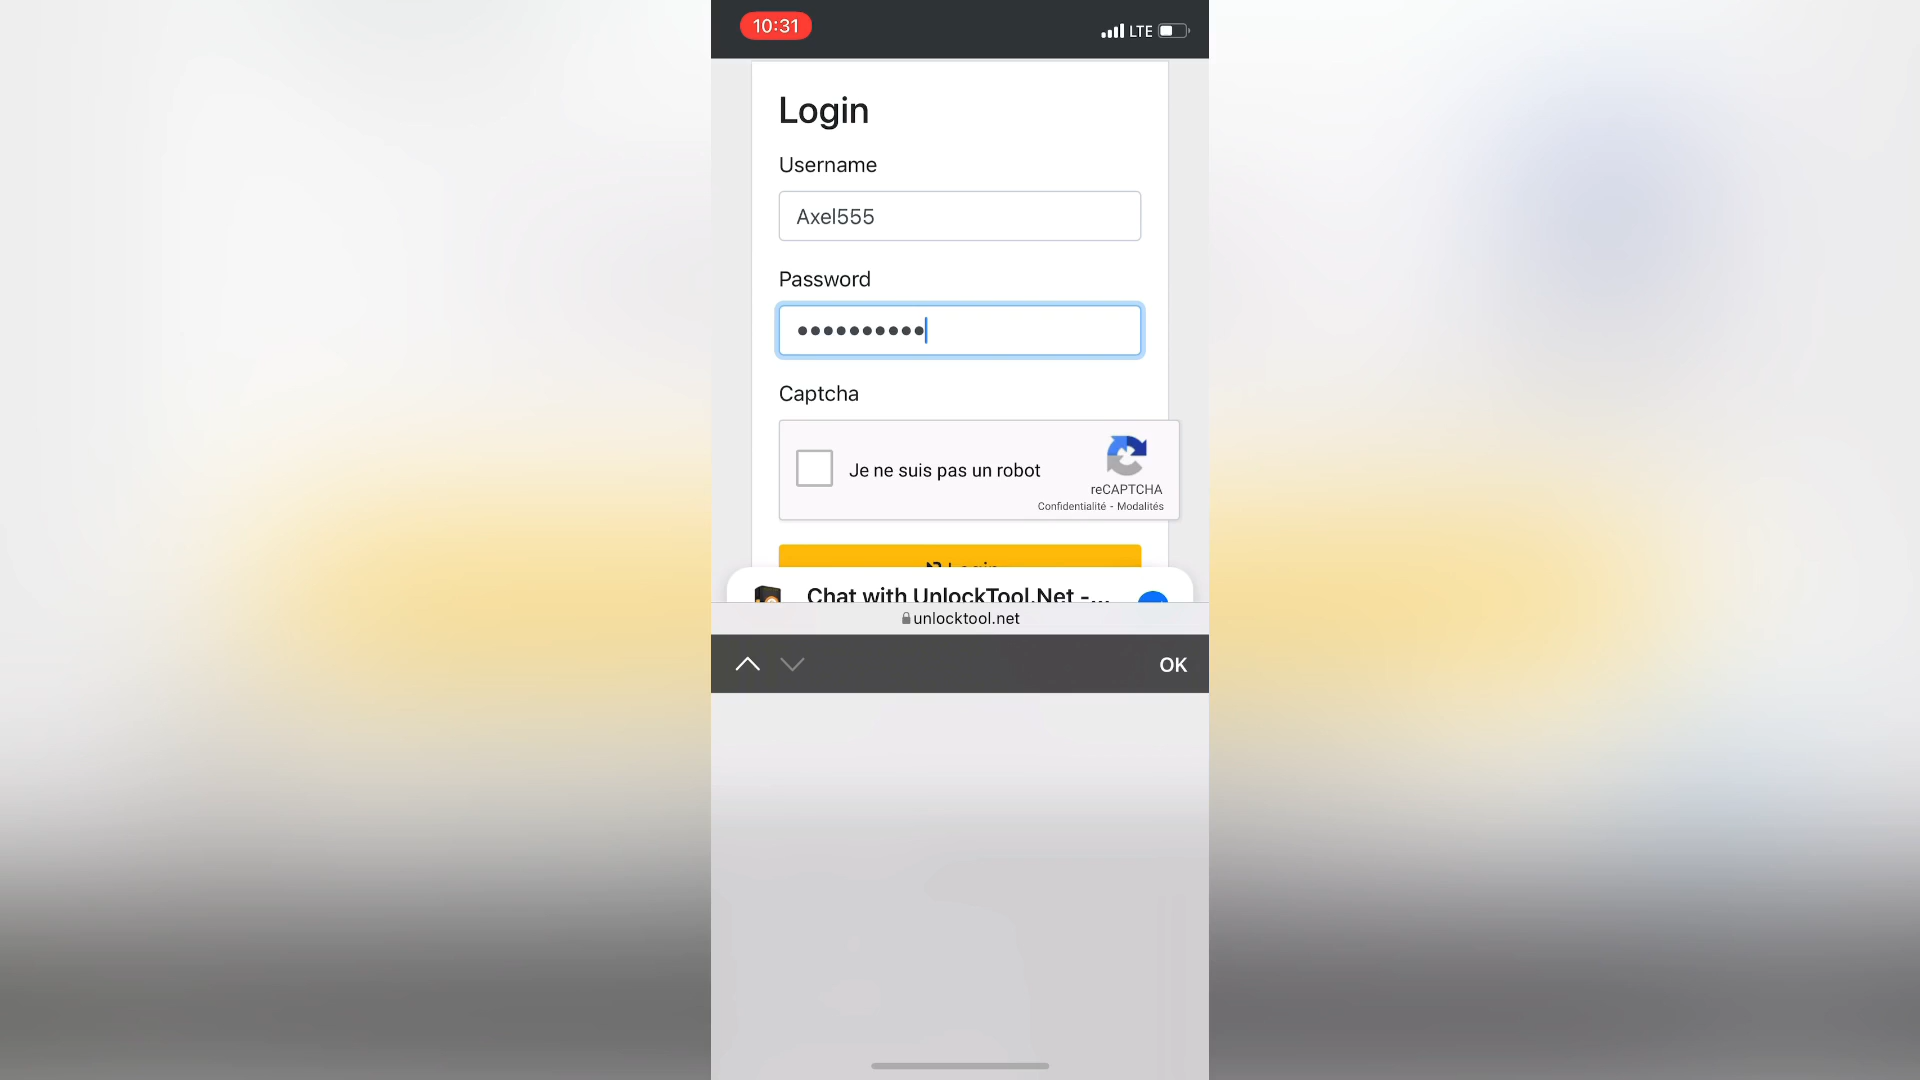 10:31
LTE
Login
Username
Axel555
Password
Captcha
Je ne suis pas un robot
reCAPTCHA
Confidentialité - Modalités
Login
Chat with UnlockTool.Net -...
unlocktool.net
OK